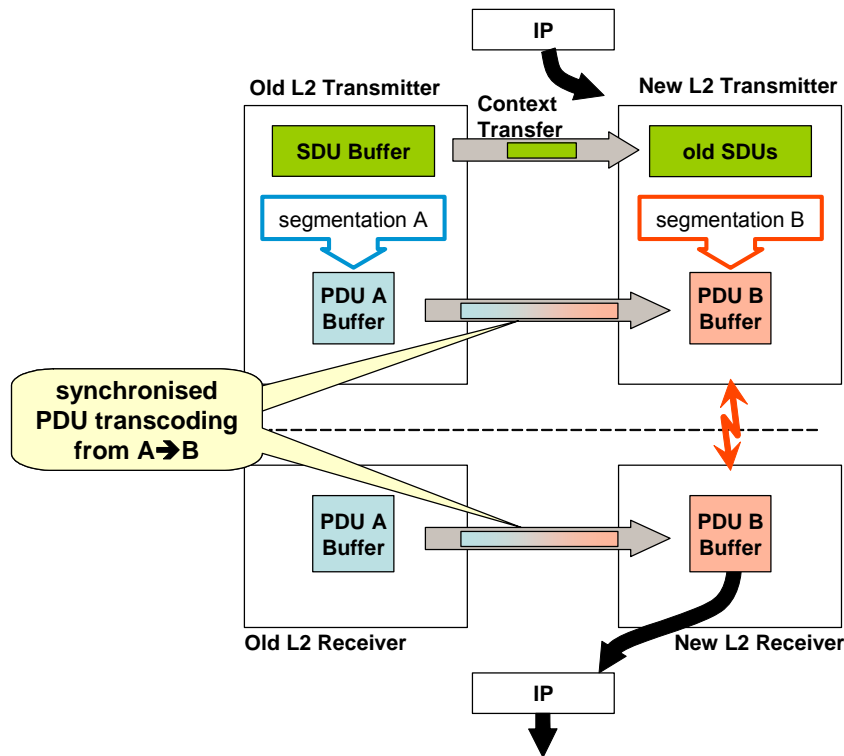 IP
Old L2 Transmitter
Context
Transfer
New L2 Transmitter
SDU Buffer
old SDUs
segmentation A
segmentation B
PDU A
Buffer
PDU B
Buffer
synchronised
PDU transcoding
from A➔B
PDU A
Buffer
PDU B
Buffer
Old L2 Receiver
New L2 Receiver
IP